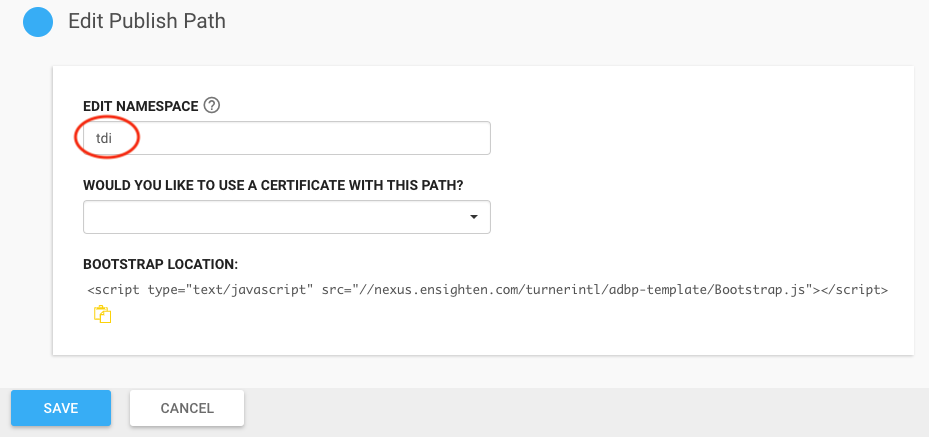 Edit Publish Path
EDIT NAMESPACE ?
tdi
WOULD YOU LIKE TO USE A CERTIFICATE WITH THIS PATH?
BOOTSTRAP LOCATION:
<script type="text/javascript" src="//nexus.ensighten.com/turnerintl/adbp-template/Bootstrap.js"></script>
SAVE CANCEL